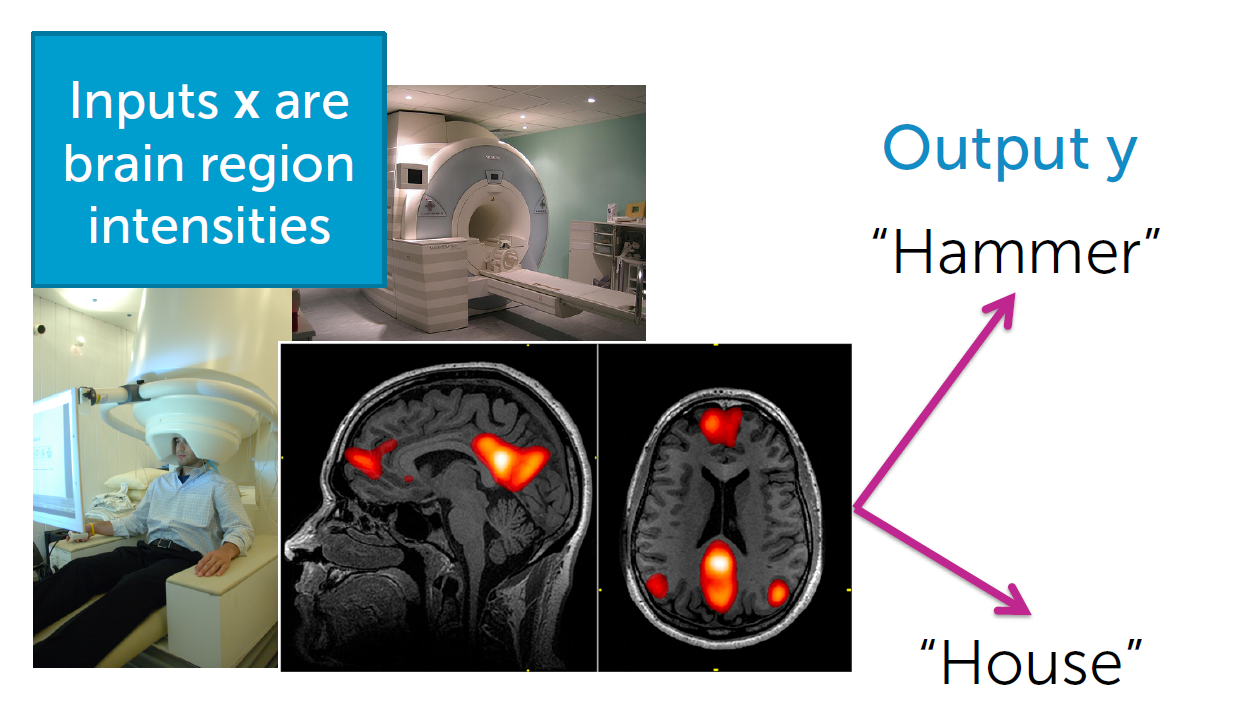 Inputs x are
brain region
intensities
Output y
“Hammer”
“House”